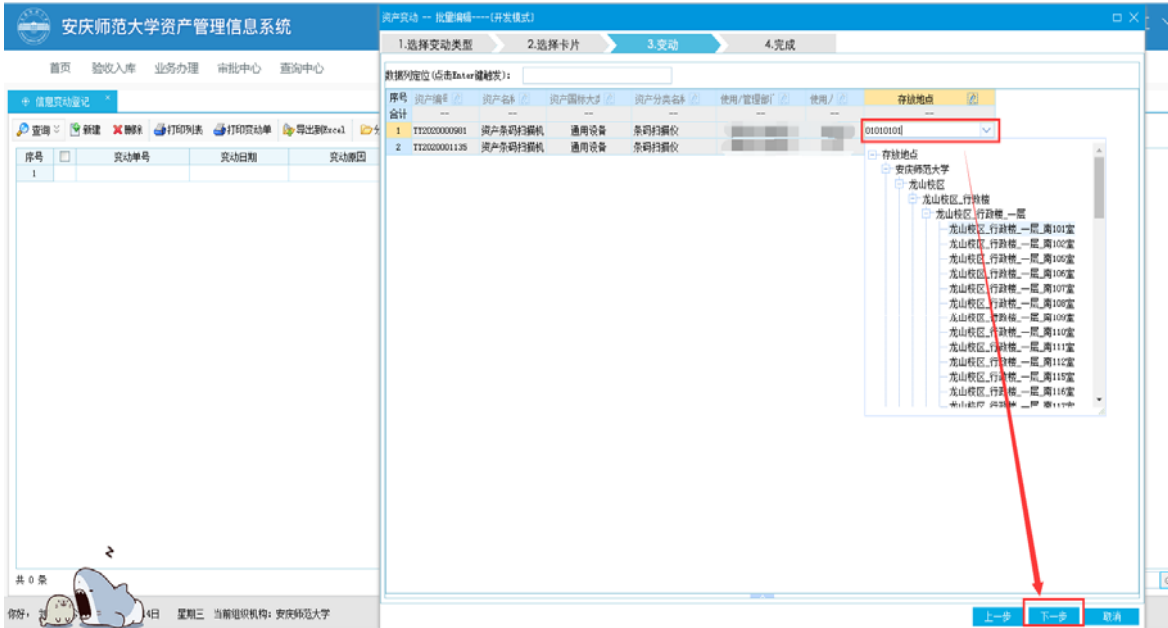 安庆师范大学资产管理信息系统
首页 验收入库 业务办理 审批中心 查询中心
信息变动登记 ×
查询 新建 删除 打印列表 打印变动单 导出到Excel
序号 变动单号 变动日期 变动原因
1
共 0 条
你好，
4日 星期三 当前组织机构：安庆师范大学
资产变动 -- 批量编辑----(开发模式)
1.选择变动类型 2.选择卡片 3.变动 4.完成
数据列定位(点击Enter键触发)：
序号 资产编 资产名 资产国标大 资产分类名 使用/管理部 使用/ 存放地点
合计 -- -- -- -- -- -- --
1 TT2020000901 资产条码扫描机 通用设备 条码扫描仪 01010101
2 TT2020001135 资产条码扫描机 通用设备 条码扫描仪
存放地点
安庆师范大学
龙山校区
龙山校区_行政楼
龙山校区_行政楼_一层
龙山校区_行政楼_一层_南101室
龙山校区_行政楼_一层_南102室
龙山校区_行政楼_一层_南105室
龙山校区_行政楼_一层_南106室
龙山校区_行政楼_一层_南107室
龙山校区_行政楼_一层_南108室
龙山校区_行政楼_一层_南109室
龙山校区_行政楼_一层_南110室
龙山校区_行政楼_一层_南111室
龙山校区_行政楼_一层_南112室
龙山校区_行政楼_一层_南115室
龙山校区_行政楼_一层_南116室
龙山校区_行政楼_一层_南117室
上一步 下一步 取消